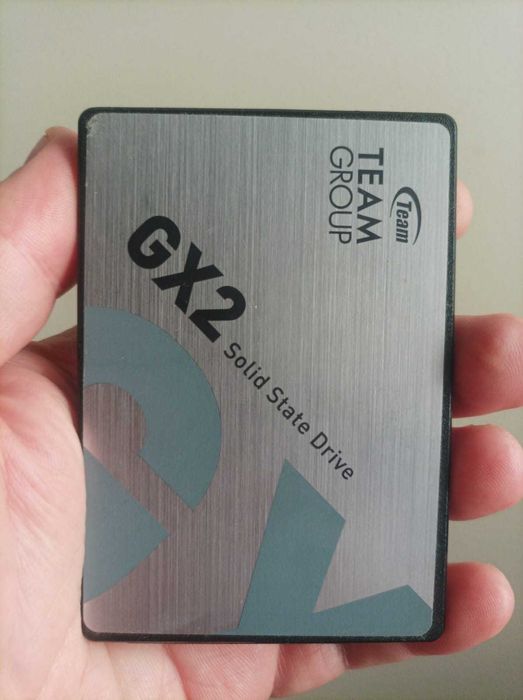 Team
TEAM
GROUP
GX2
Solid State Drive